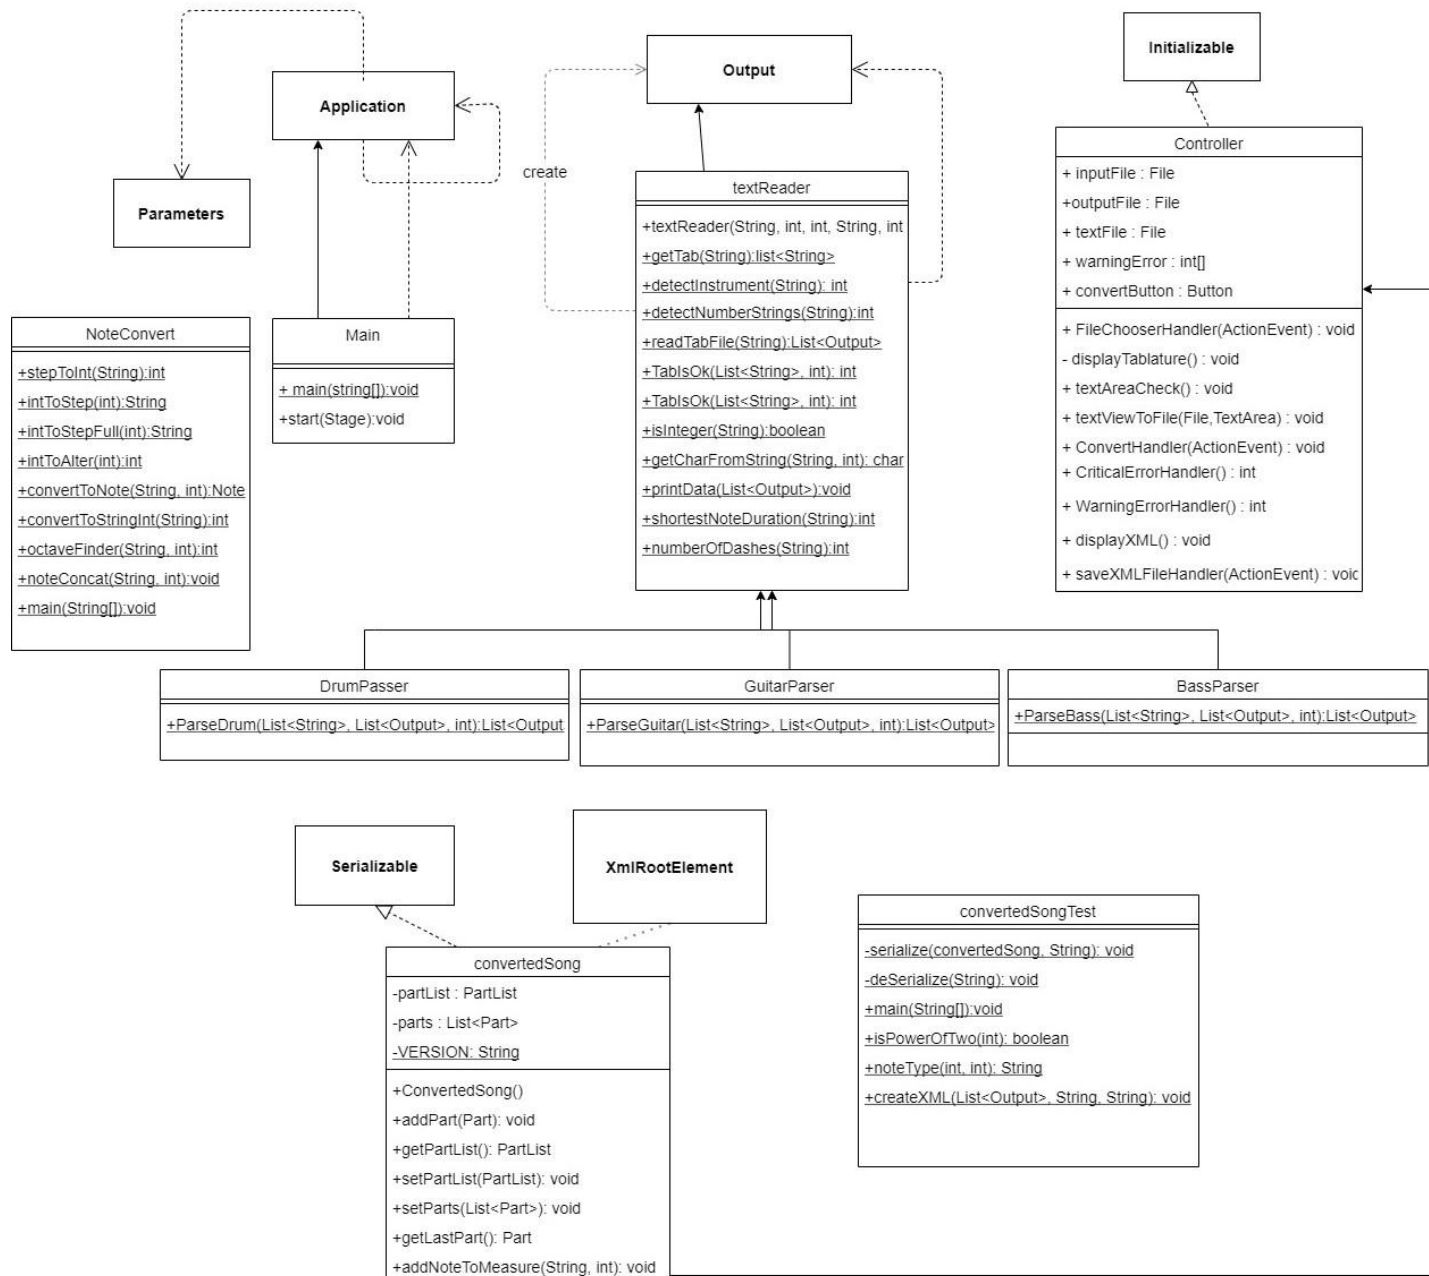 Initializable
Output
Application
Parameters
create
Controller
+ inputFile : File
+outputFile : File
+ textFile : File
+ warningError : int[]
+ convertButton : Button
+ FileChooserHandler(ActionEvent) : void
- displayTablature() : void
+ textAreaCheck() : void
+ textViewToFile(File,TextArea) : void
+ ConvertHandler(ActionEvent) : void
+ CriticalErrorHandler() : int
+ WarningErrorHandler() : int
+ displayXML() : void
+ saveXMLFileHandler(ActionEvent) : voic
textReader
+textReader(String, int, int, String, int
+getTab(String):list<String>
+detectInstrument(String): int
+detectNumberStrings(String):int
+readTabFile(String):List<Output>
+TabIsOk(List<String>, int): int
+TabIsOk(List<String>, int): int
+isInteger(String):boolean
+getCharFromString(String, int): char
+printData(List<Output>):void
+shortestNoteDuration(String):int
+numberOfDashes(String):int
NoteConvert
+stepToInt(String):int
+intToStep(int):String
+intToStepFull(int):String
+intToAlter(int):int
+convertToNote(String, int):Note
+convertToStringInt(String):int
+octaveFinder(String, int):int
+noteConcat(String, int):void
+main(String[]):void
Main
+ main(string[]):void
+start(Stage):void
DrumPasser
+ParseDrum(List<String>, List<Output>, int):List<Output
GuitarParser
+ParseGuitar(List<String>, List<Output>, int):List<Output>
BassParser
+ParseBass(List<String>, List<Output>, int):List<Output>
Serializable
XmlRootElement
convertedSong
-partList : PartList
-parts : List<Part>
-VERSION: String
+ConvertedSong()
+addPart(Part): void
+getPartList(): PartList
+setPartList(PartList): void
+setParts(List<Part>): void
+getLastPart(): Part
+addNoteToMeasure(String, int): void
convertedSongTest
-serialize(convertedSong, String): void
-deSerialize(String): void
+main(String[]):void
+isPowerOfTwo(int): boolean
+noteType(int, int): String
+createXML(List<Output>, String, String): void